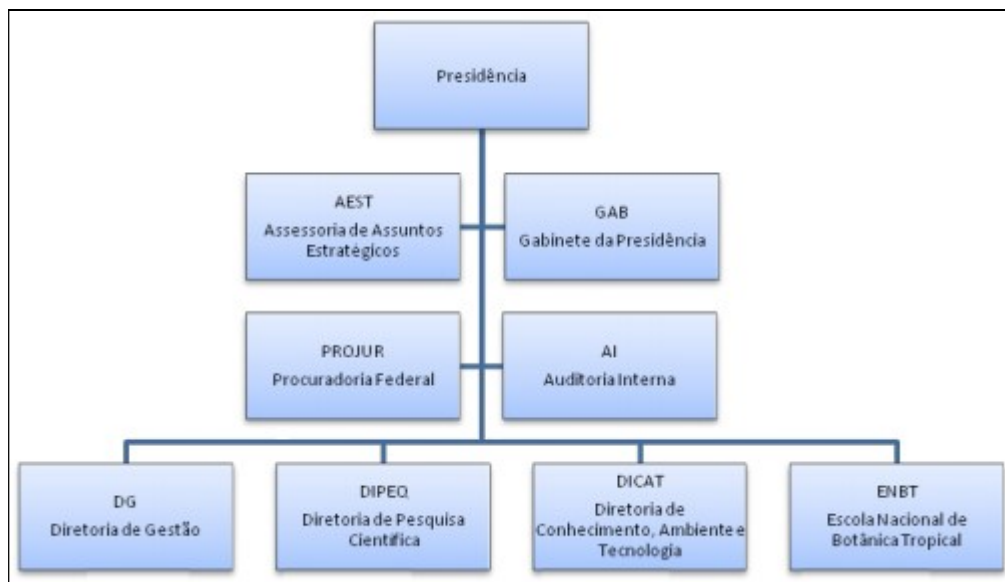 Presidência
AEST
Assessoria de Assuntos
Estratégicos
GAB
Gabinete da Presidência
PROJUR
Procuradoria Federal
AI
Auditoria Interna
DG
Diretoria de Gestão
DIPEQ
Diretoria de Pesquisa
Científica
DICAT
Diretoria de
Conhecimento, Ambiente e
Tecnologia
ENBT
Escola Nacional de
Botânica Tropical